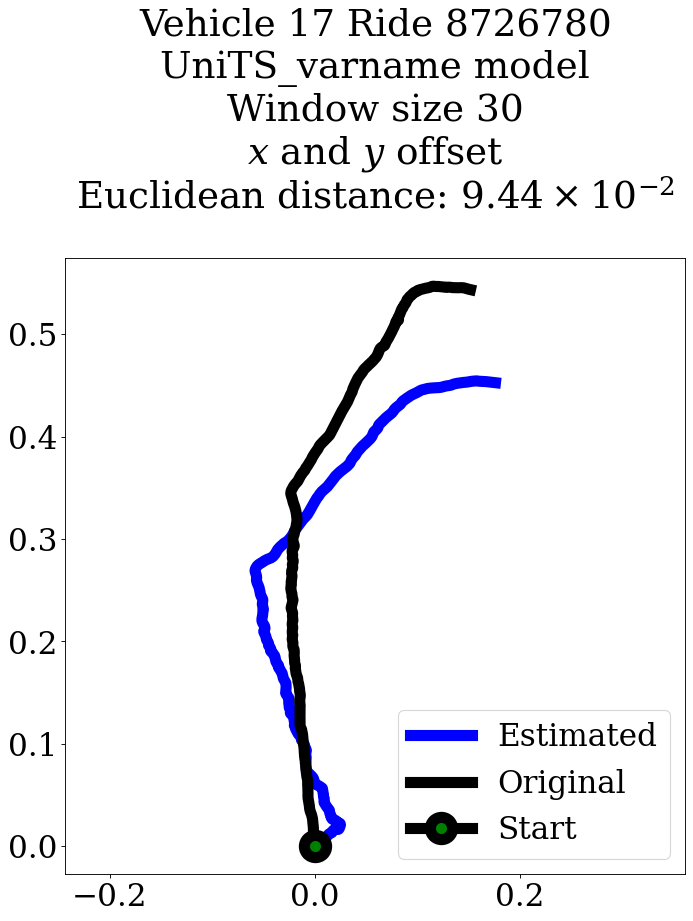 Vehicle 17 Ride 8726780
UniTS_varname model
Window size 30
x and y offset
Euclidean distance: 9.44 × 10⁻²
0.5
0.4
0.3
0.2
0.1
0.0
−0.2 0.0 0.2
Estimated
Original
Start